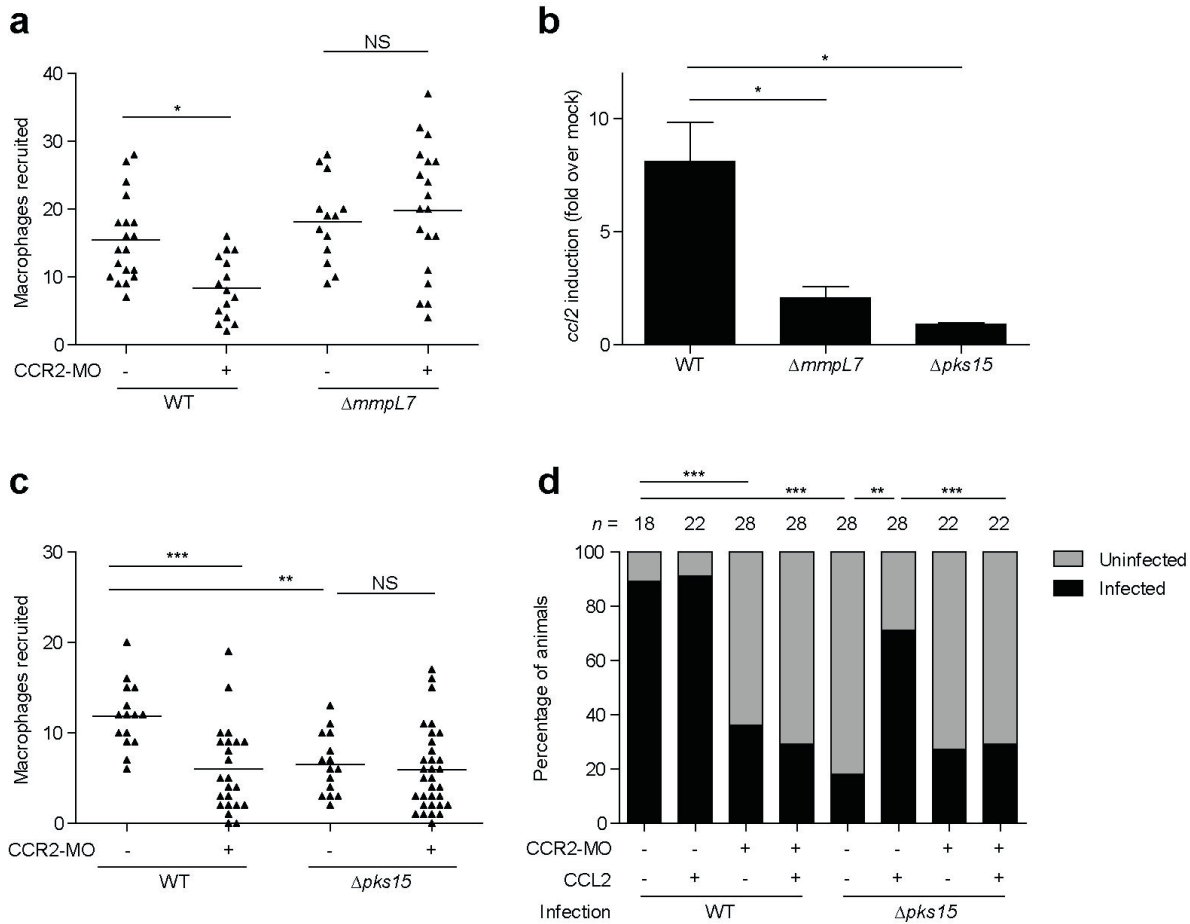 a
NS
*
40
30
20
10
0
Macrophages recruited
CCR2-MO - + - +
WT ΔmmpL7
b
*
*
10
5
0
ccl2 induction (fold over mock)
WT ΔmmpL7 Δpks15
c
***
** NS
30
20
10
0
Macrophages recruited
CCR2-MO - + - +
WT Δpks15
d
***
*** ** ***
n = 18 22 28 28 28 28 22 22
100
80
60
40
20
0
Percentage of animals
Uninfected
Infected
CCR2-MO - - + + - - + +
CCL2 - + - + - + - +
Infection WT Δpks15